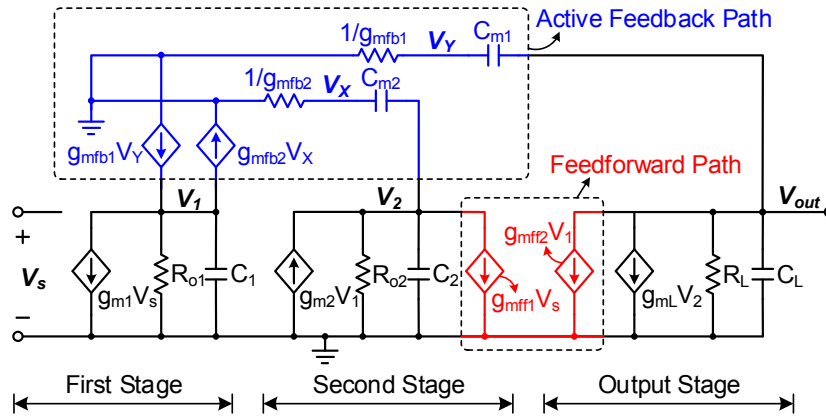 Active Feedback Path
1/gmfb1
VY
Cm1
1/gmfb2
VX
Cm2
gmfb1VY
gmfb2VX
Feedforward Path
V1
V2
Vout
+
Vs
−
gm1Vs
Ro1
C1
gm2V1
Ro2
C2
gmff1Vs
gmff2V1
gmLV2
RL
CL
First Stage
Second Stage
Output Stage